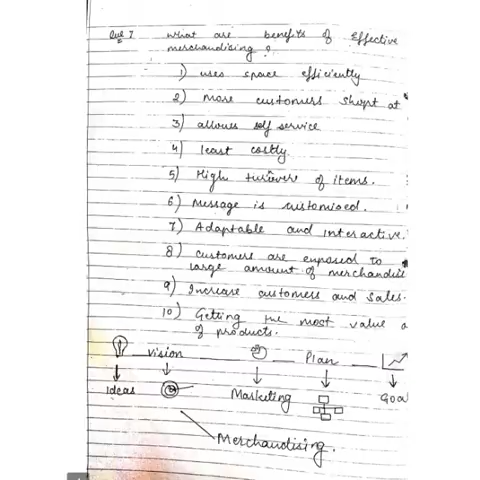 Que 7 What are benefits of Effective
merchandising ?
1) uses space efficiently
2) more customers shopt at
3) allows self service
4) least costly
5) High turnover of items.
6) Message is customised.
7) Adaptable and interactive.
8) customers are exposed to
large amount of merchandise
9) Increase customers and sales.
10) Getting the most value o
of products.
vision Plan
Ideas Marketing Goal
Merchandising.